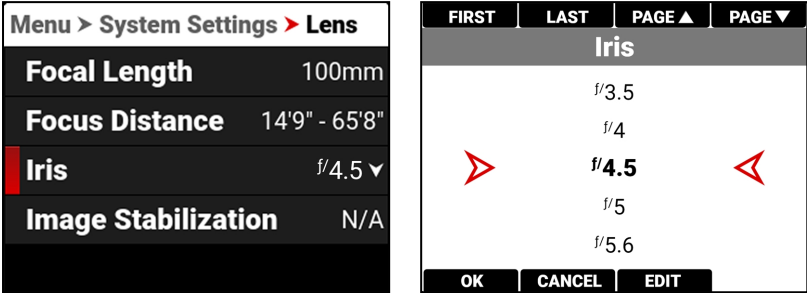 Menu > System Settings > Lens
Focal Length 100mm
Focus Distance 14'9" - 65'8"
Iris ƒ/4.5
Image Stabilization N/A
FIRST LAST PAGE▲ PAGE▼
Iris
ƒ/3.5
ƒ/4
ƒ/4.5
ƒ/5
ƒ/5.6
OK CANCEL EDIT